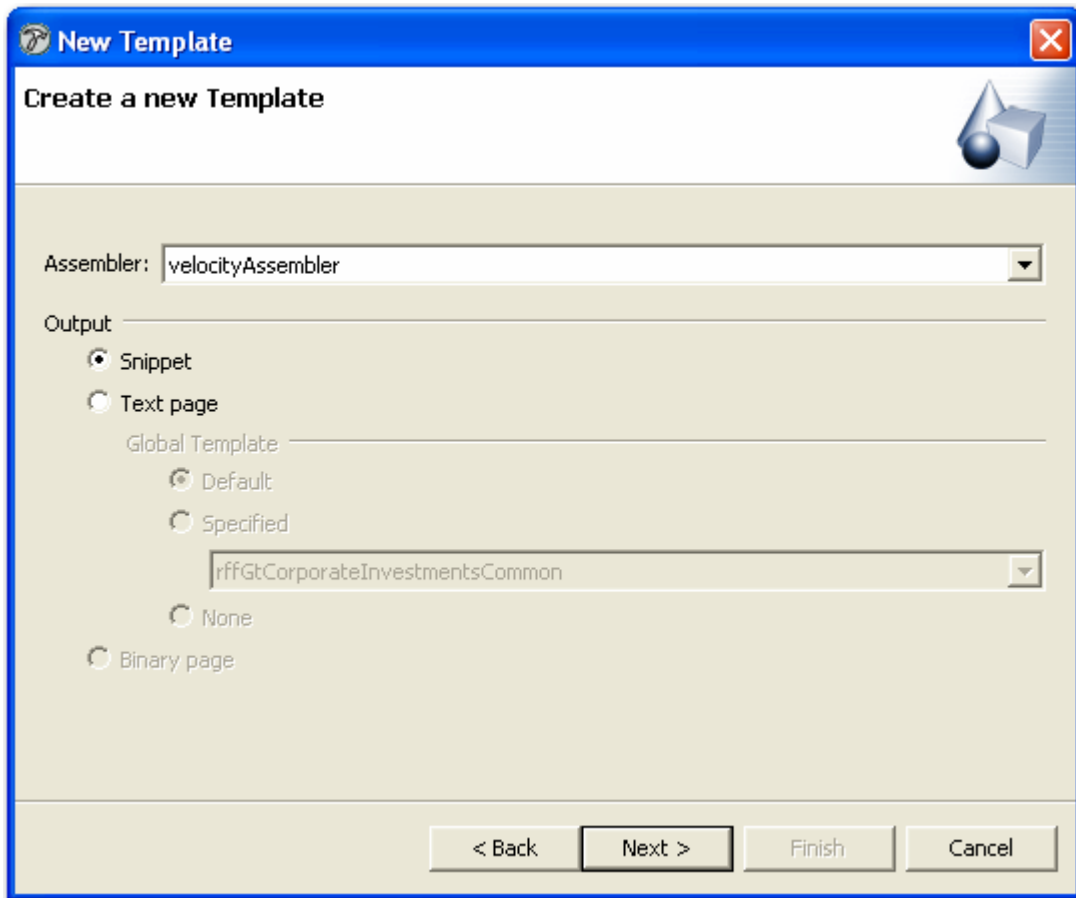 New Template
Create a new Template
Assembler: velocityAssembler
Output
Snippet
Text page
Global Template
Default
Specified
rffGtCorporateInvestmentsCommon
None
Binary page
< Back Next > Finish Cancel